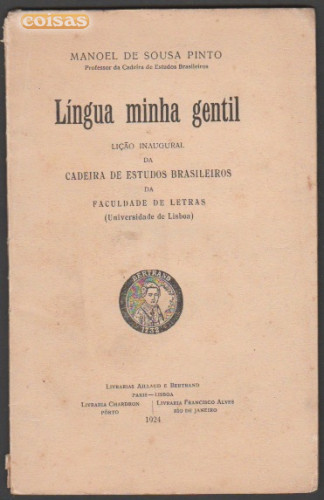 coisas
MANOEL DE SOUSA PINTO
Professor da Cadeira de Estudos Brasileiros
Língua minha gentil
LIÇÃO INAUGURAL
DA
CADEIRA DE ESTUDOS BRASILEIROS
DA
FACULDADE DE LETRAS
(Universidade de Lisboa)
BERTRAND
1732
LIVRARIAS AILLAUD E BERTRAND
PARIS—LISBOA
LIVRARIA CHARDRON
PÔRTO
LIVRARIA FRANCISCO ALVES
RIO DE JANEIRO
1924